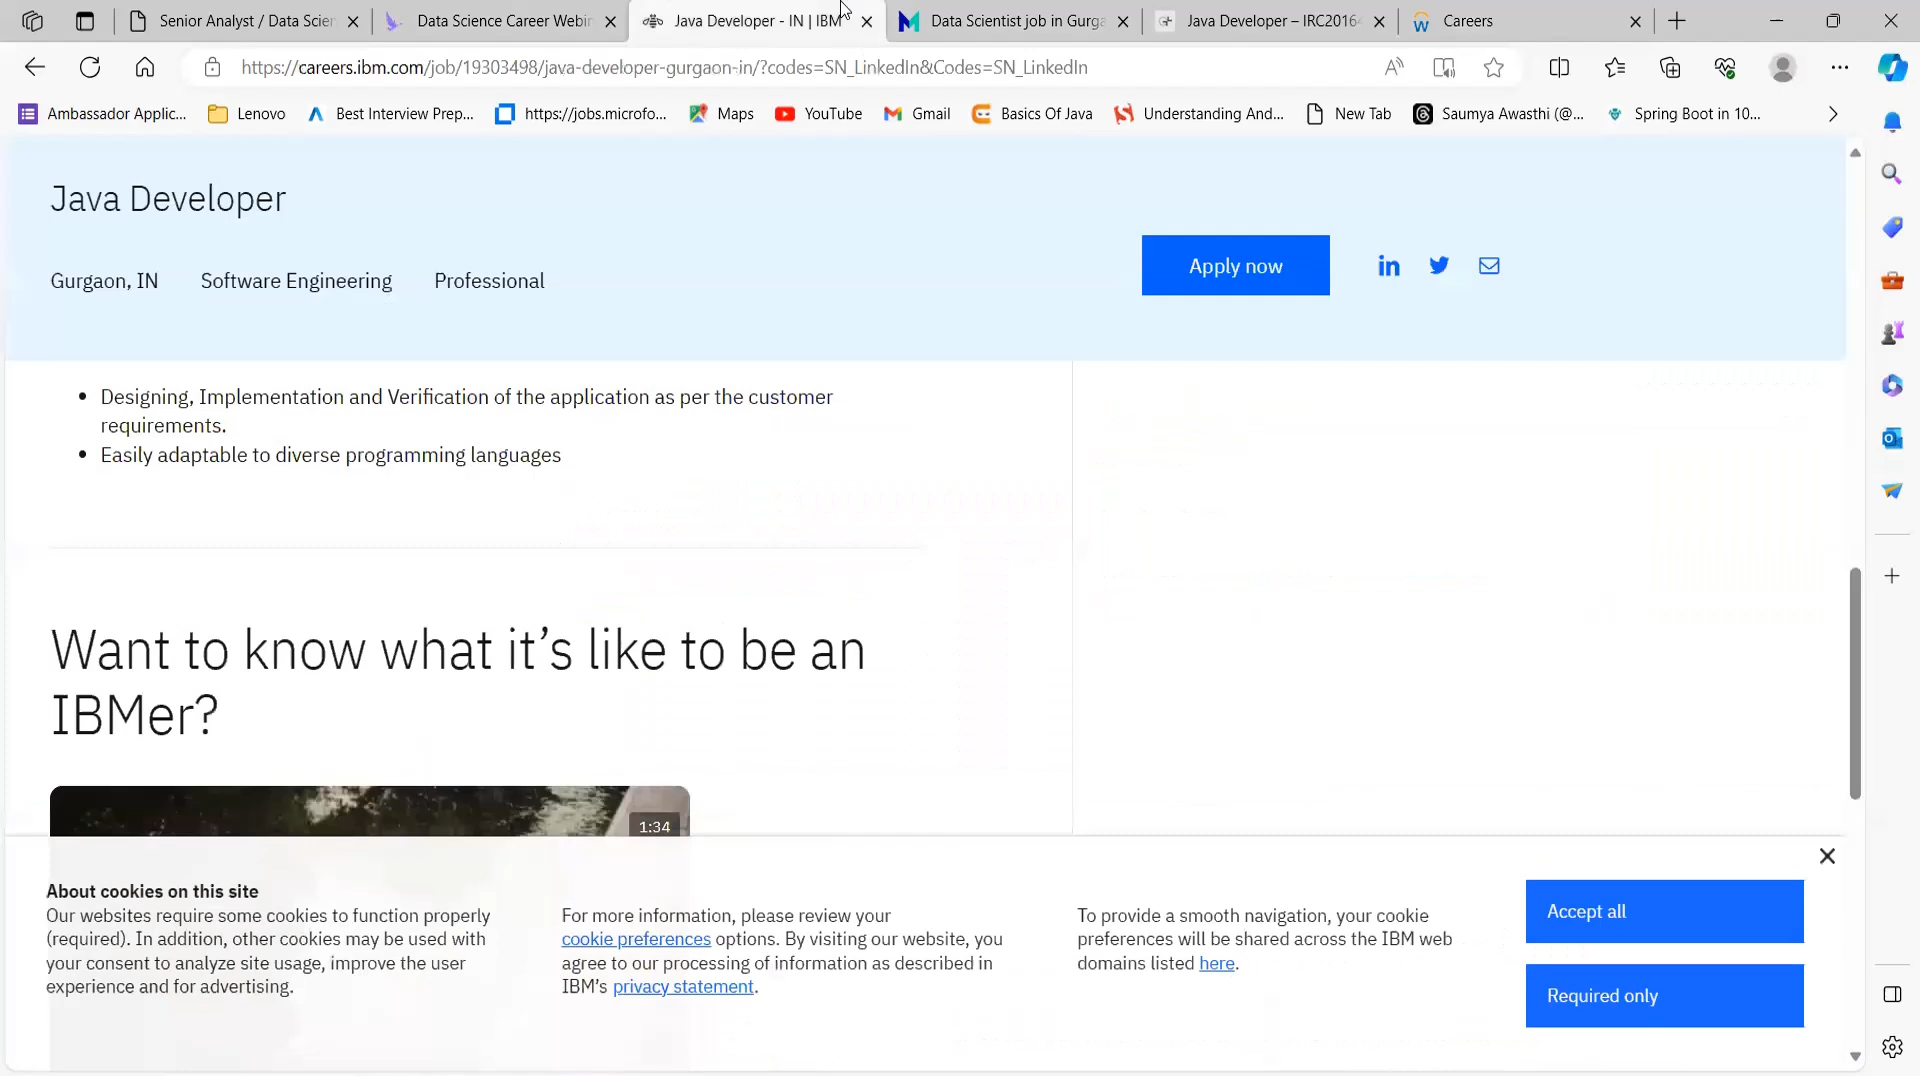 Senior Analyst / Data Scien
Data Science Career Webin
Java Developer - IN | IBM
Data Scientist job in Gurga
Java Developer – IRC20164
Careers
https://careers.ibm.com/job/19303498/java-developer-gurgaon-in/?codes=SN_LinkedIn&Codes=SN_LinkedIn
Ambassador Applic...
Lenovo
Best Interview Prep...
https://jobs.microfo...
Maps
YouTube
Gmail
Basics Of Java
Understanding And...
New Tab
Saumya Awasthi (@...
Spring Boot in 10...
Java Developer
Gurgaon, IN
Software Engineering
Professional
Apply now
• Designing, Implementation and Verification of the application as per the customer
requirements.
• Easily adaptable to diverse programming languages
Want to know what it’s like to be an
IBMer?
1:34
About cookies on this site
Our websites require some cookies to function properly
(required). In addition, other cookies may be used with
your consent to analyze site usage, improve the user
experience and for advertising.
For more information, please review your
cookie preferences options. By visiting our website, you
agree to our processing of information as described in
IBM’s privacy statement.
To provide a smooth navigation, your cookie
preferences will be shared across the IBM web
domains listed here.
Accept all
Required only